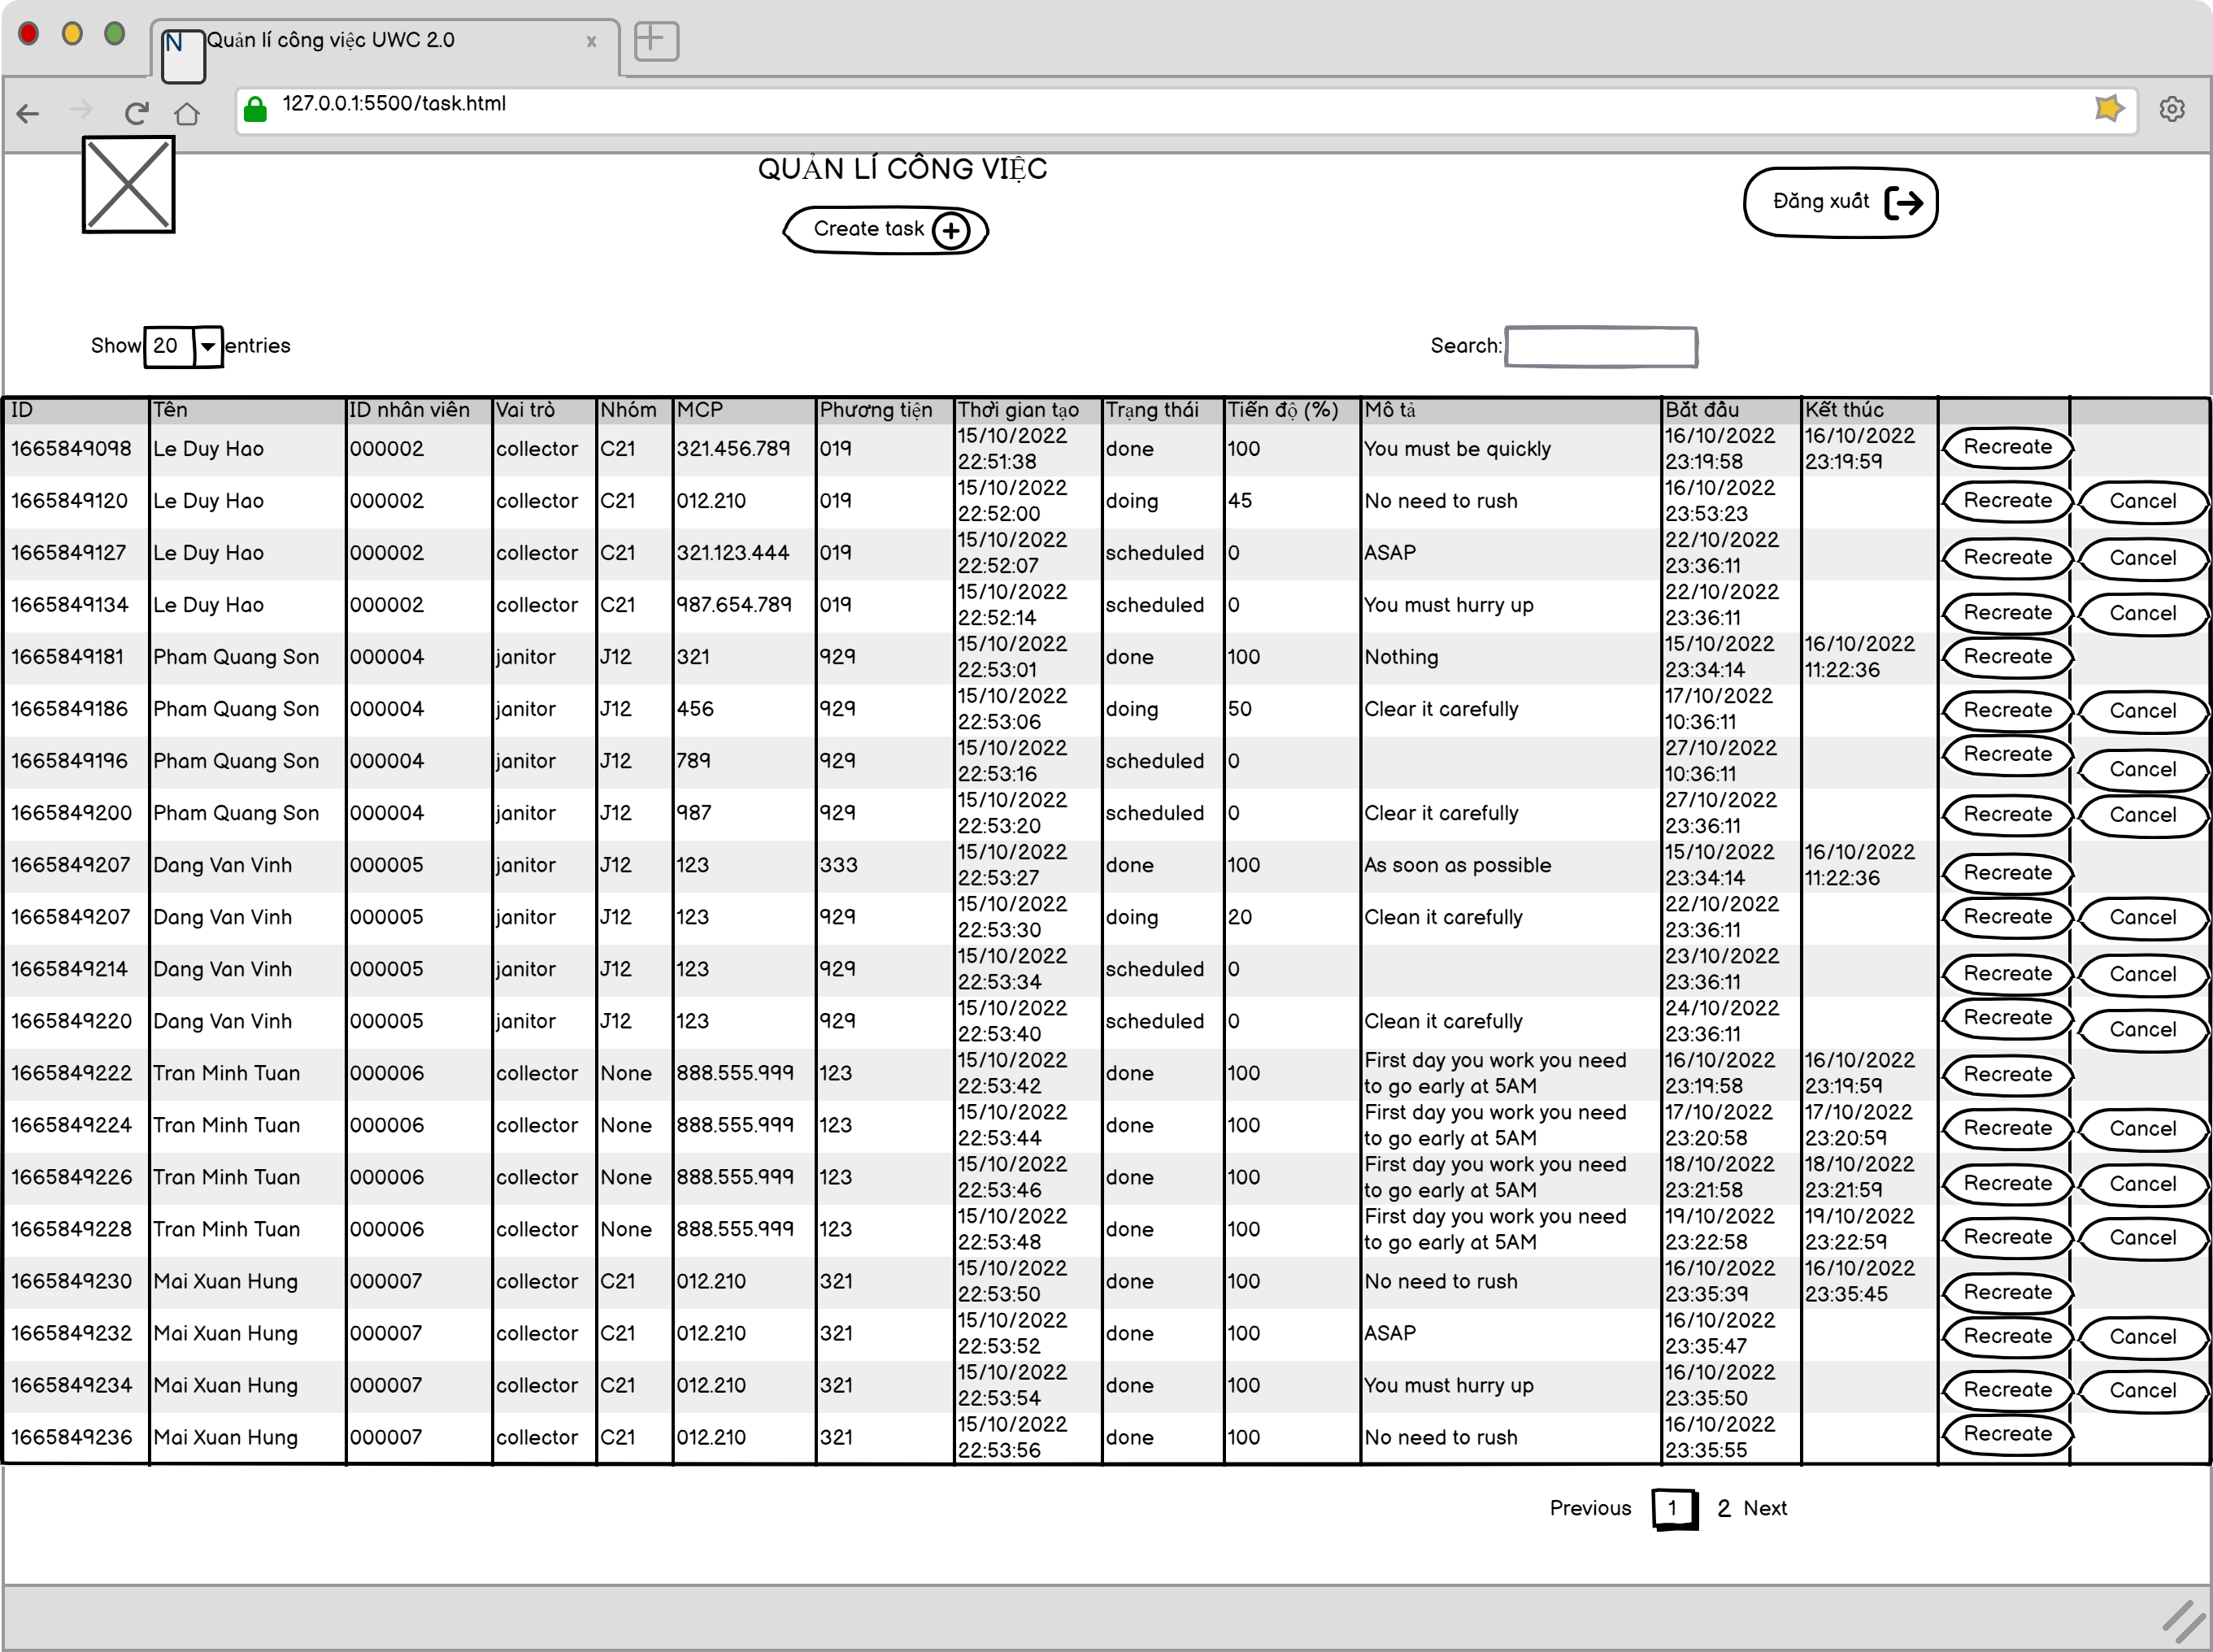 N Quản lí công việc UWC 2.0 x
127.0.0.1:5500/task.html
QUẢN LÍ CÔNG VIỆC
Create task
Đăng xuất
Show 20 entries
Search:
ID Tên ID nhân viên Vai trò Nhóm MCP Phương tiện Thời gian tạo Trạng thái Tiến độ (%) Mô tả Bắt đầu Kết thúc
1665849098 Le Duy Hao 000002 collector C21 321.456.789 019 15/10/2022 22:51:38 done 100 You must be quickly 16/10/2022 23:19:58 16/10/2022 23:19:59 Recreate
1665849120 Le Duy Hao 000002 collector C21 012.210 019 15/10/2022 22:52:00 doing 45 No need to rush 16/10/2022 23:53:23 Recreate Cancel
1665849127 Le Duy Hao 000002 collector C21 321.123.444 019 15/10/2022 22:52:07 scheduled 0 ASAP 22/10/2022 23:36:11 Recreate Cancel
1665849134 Le Duy Hao 000002 collector C21 987.654.789 019 15/10/2022 22:52:14 scheduled 0 You must hurry up 22/10/2022 23:36:11 Recreate Cancel
1665849181 Pham Quang Son 000004 janitor J12 321 929 15/10/2022 22:53:01 done 100 Nothing 15/10/2022 23:34:14 16/10/2022 11:22:36 Recreate
1665849186 Pham Quang Son 000004 janitor J12 456 929 15/10/2022 22:53:06 doing 50 Clear it carefully 17/10/2022 10:36:11 Recreate Cancel
1665849196 Pham Quang Son 000004 janitor J12 789 929 15/10/2022 22:53:16 scheduled 0 27/10/2022 10:36:11 Recreate Cancel
1665849200 Pham Quang Son 000004 janitor J12 987 929 15/10/2022 22:53:20 scheduled 0 Clear it carefully 27/10/2022 23:36:11 Recreate Cancel
1665849207 Dang Van Vinh 000005 janitor J12 123 333 15/10/2022 22:53:27 done 100 As soon as possible 15/10/2022 23:34:14 16/10/2022 11:22:36 Recreate
1665849207 Dang Van Vinh 000005 janitor J12 123 929 15/10/2022 22:53:30 doing 20 Clean it carefully 22/10/2022 23:36:11 Recreate Cancel
1665849214 Dang Van Vinh 000005 janitor J12 123 929 15/10/2022 22:53:34 scheduled 0 23/10/2022 23:36:11 Recreate Cancel
1665849220 Dang Van Vinh 000005 janitor J12 123 929 15/10/2022 22:53:40 scheduled 0 Clean it carefully 24/10/2022 23:36:11 Recreate Cancel
1665849222 Tran Minh Tuan 000006 collector None 888.555.999 123 15/10/2022 22:53:42 done 100 First day you work you need to go early at 5AM 16/10/2022 23:19:58 16/10/2022 23:19:59 Recreate
1665849224 Tran Minh Tuan 000006 collector None 888.555.999 123 15/10/2022 22:53:44 done 100 First day you work you need to go early at 5AM 17/10/2022 23:20:58 17/10/2022 23:20:59 Recreate Cancel
1665849226 Tran Minh Tuan 000006 collector None 888.555.999 123 15/10/2022 22:53:46 done 100 First day you work you need to go early at 5AM 18/10/2022 23:21:58 18/10/2022 23:21:59 Recreate Cancel
1665849228 Tran Minh Tuan 000006 collector None 888.555.999 123 15/10/2022 22:53:48 done 100 First day you work you need to go early at 5AM 19/10/2022 23:22:58 19/10/2022 23:22:59 Recreate Cancel
1665849230 Mai Xuan Hung 000007 collector C21 012.210 321 15/10/2022 22:53:50 done 100 No need to rush 16/10/2022 23:35:39 16/10/2022 23:35:45 Recreate
1665849232 Mai Xuan Hung 000007 collector C21 012.210 321 15/10/2022 22:53:52 done 100 ASAP 16/10/2022 23:35:47 Recreate Cancel
1665849234 Mai Xuan Hung 000007 collector C21 012.210 321 15/10/2022 22:53:54 done 100 You must hurry up 16/10/2022 23:35:50 Recreate Cancel
1665849236 Mai Xuan Hung 000007 collector C21 012.210 321 15/10/2022 22:53:56 done 100 No need to rush 16/10/2022 23:35:55 Recreate
Previous 1 2 Next